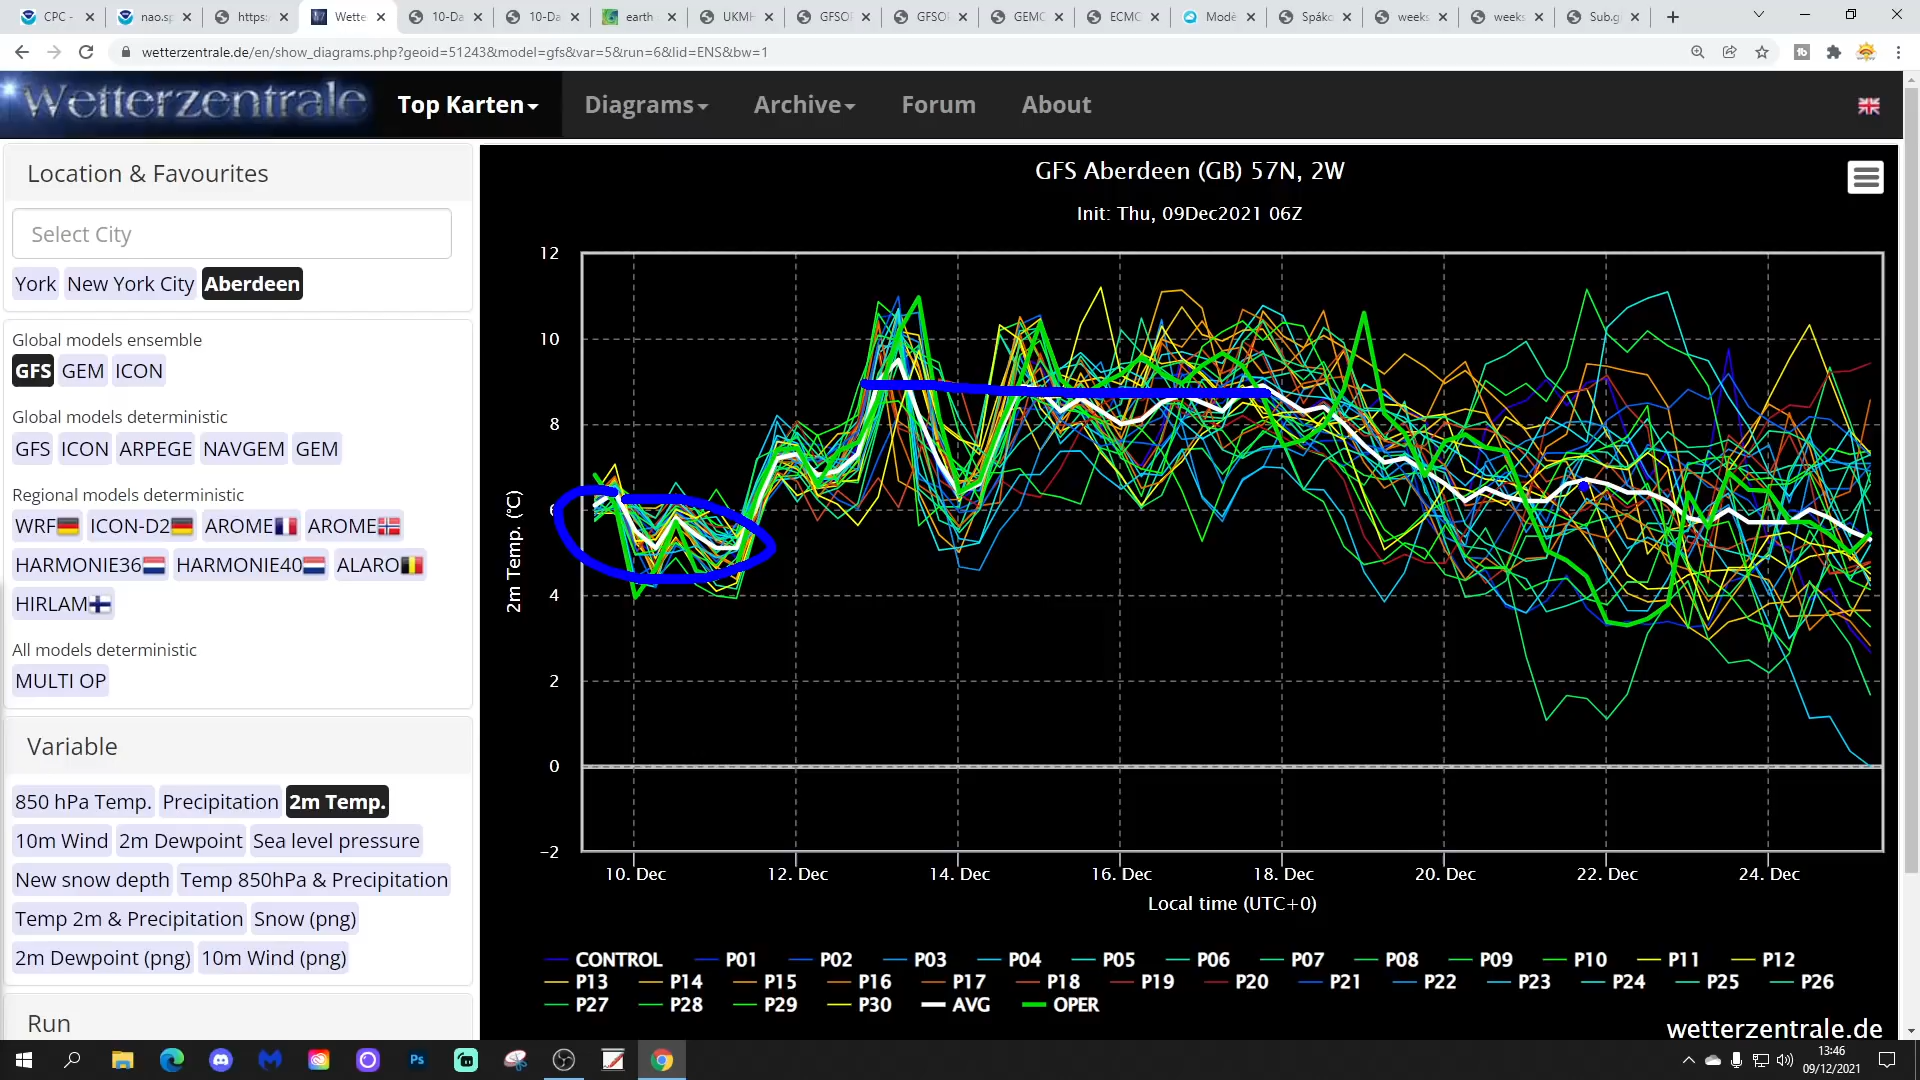 CPC -
nao.sp
https:
Wette
10-Da
10-Da
earth
UKMH
GFSOP
GFSOP
GEMC
ECMC
Modè
Spáko
weeks
weeks
Sub.g
wetterzentrale.de/en/show_diagrams.php?geoid=51243&model=gfs&var=5&run=6&lid=ENS&bw=1
Wetterzentrale Top Karten Diagrams Archive Forum About
Location & Favourites
Select City
York New York City Aberdeen
Global models ensemble
GFS GEM ICON
Global models deterministic
GFS ICON ARPEGE NAVGEM GEM
Regional models deterministic
WRF ICON-D2 AROME AROME
HARMONIE36 HARMONIE40 ALARO
HIRLAM
All models deterministic
MULTI OP
Variable
850 hPa Temp. Precipitation 2m Temp.
10m Wind 2m Dewpoint Sea level pressure
New snow depth Temp 850hPa & Precipitation
Temp 2m & Precipitation Snow (png)
2m Dewpoint (png) 10m Wind (png)
Run
GFS Aberdeen (GB) 57N, 2W
Init: Thu, 09Dec2021 06Z
2m Temp. (°C)
12
10
8
6
4
2
0
-2
10. Dec 12. Dec 14. Dec 16. Dec 18. Dec 20. Dec 22. Dec 24. Dec
Local time (UTC+0)
CONTROL P01 P02 P03 P04 P05 P06 P07 P08 P09 P10 P11 P12
P13 P14 P15 P16 P17 P18 P19 P20 P21 P22 P23 P24 P25 P26
P27 P28 P29 P30 AVG OPER
wetterzentrale.de
Ps
13:46
09/12/2021